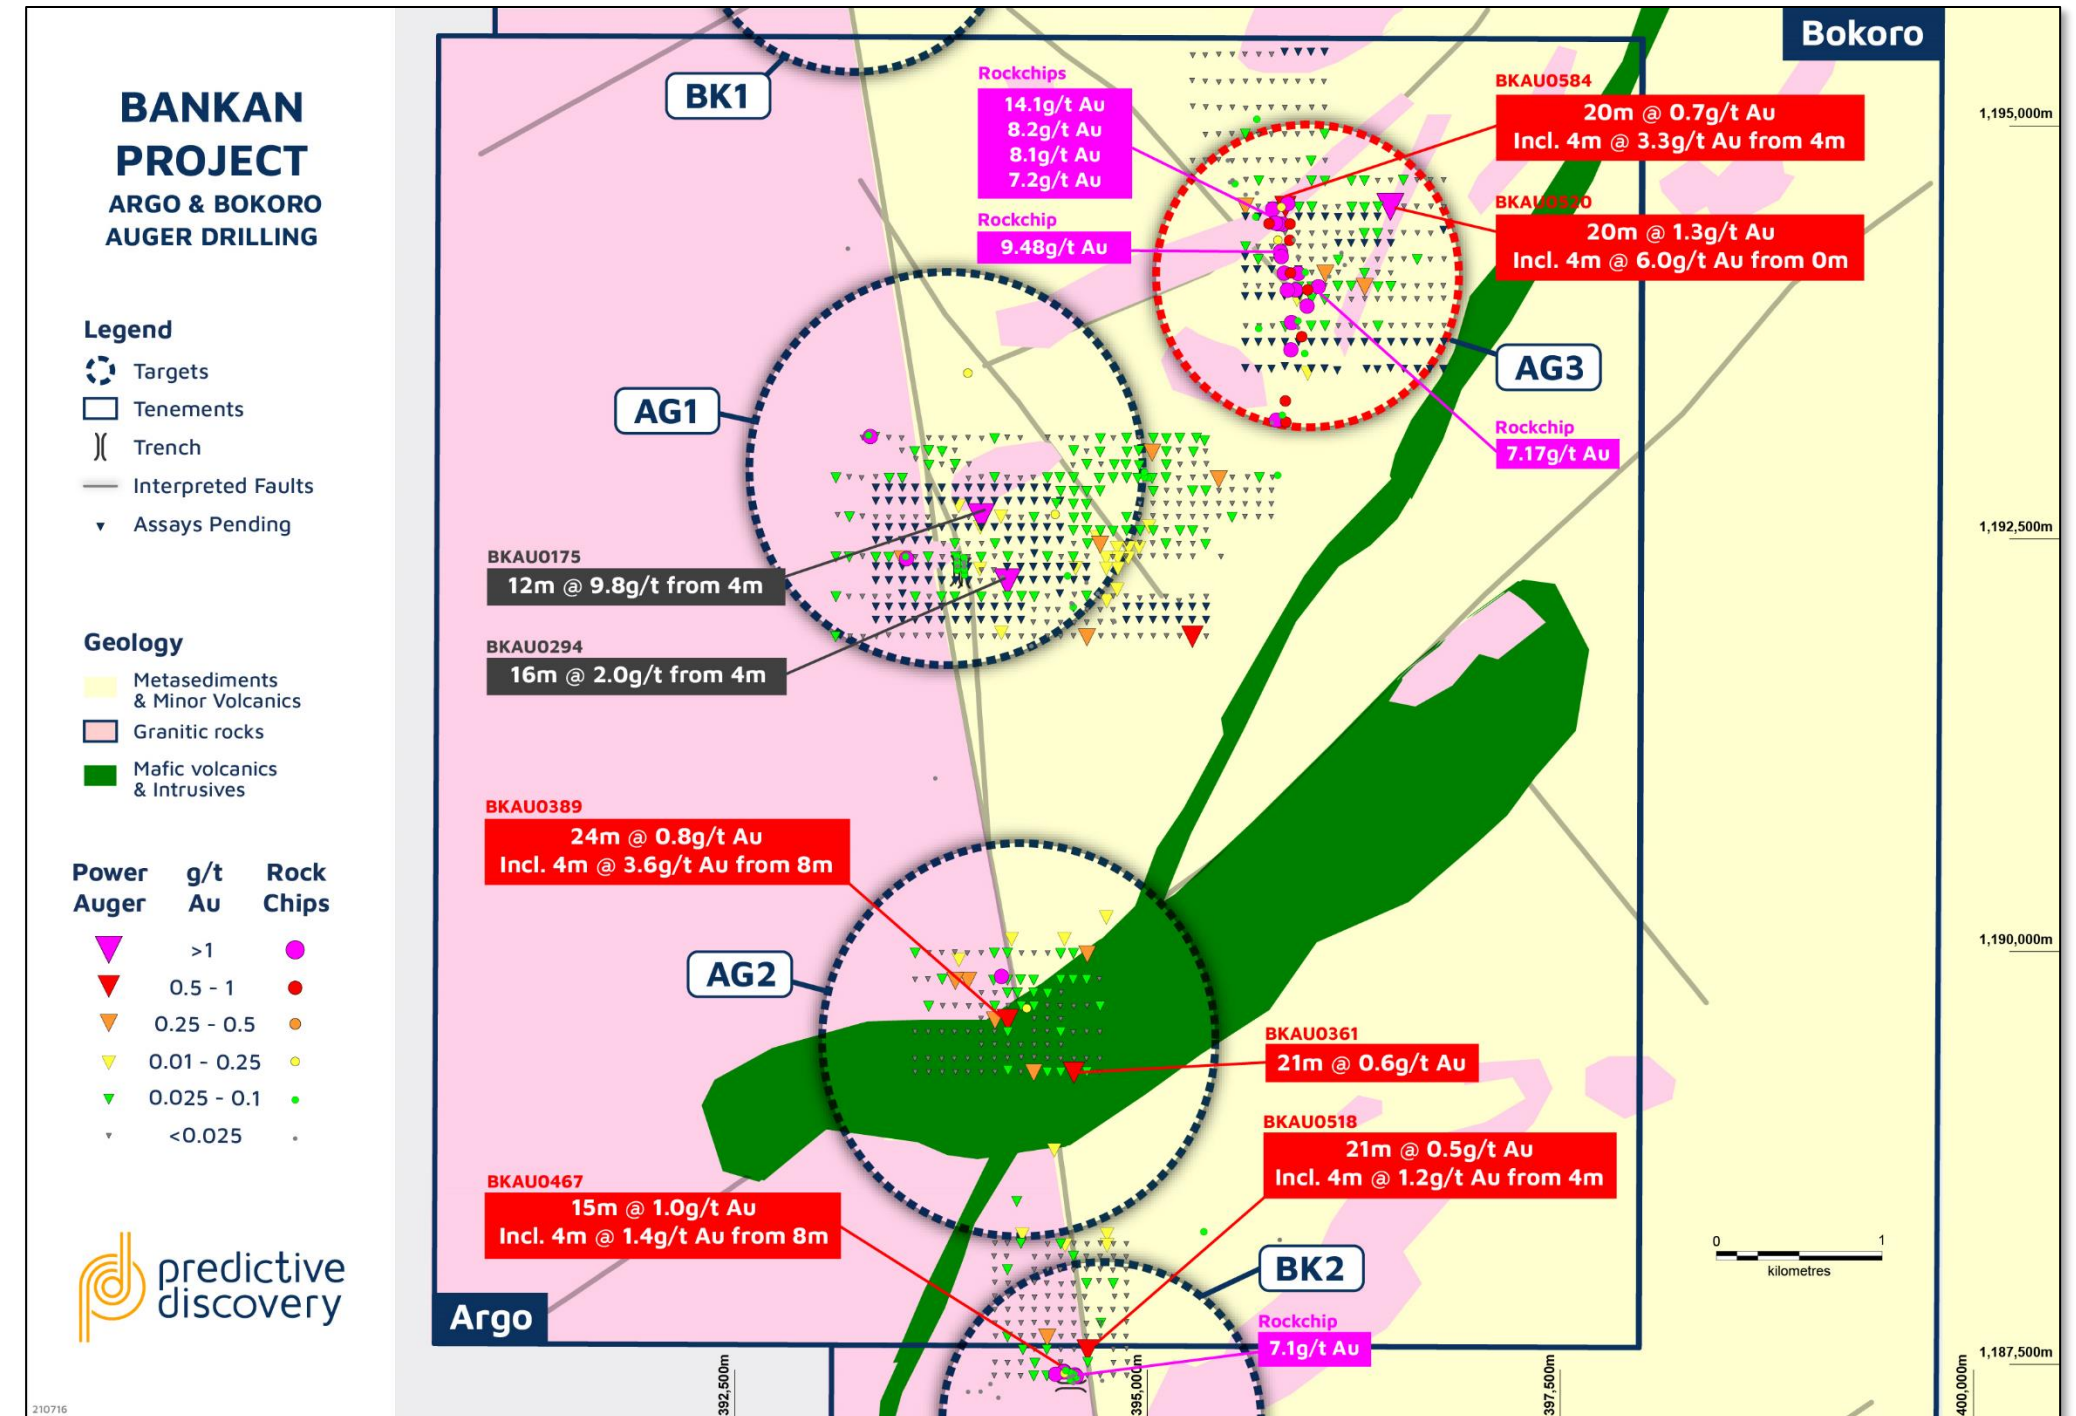 BANKAN
PROJECT
ARGO & BOKORO
AUGER DRILLING
Legend
Targets
Tenements
Trench
Interpreted Faults
Assays Pending
Geology
Metasediments
& Minor Volcanics
Granitic rocks
Mafic volcanics
& Intrusives
Power g/t Rock
Auger Au Chips
>1
0.5 - 1
0.25 - 0.5
0.01 - 0.25
0.025 - 0.1
<0.025
predictive
discovery
210716
Bokoro
BK1
Rockchips
14.1g/t Au
8.2g/t Au
8.1g/t Au
7.2g/t Au
Rockchip
9.48g/t Au
BKAU0584
20m @ 0.7g/t Au
Incl. 4m @ 3.3g/t Au from 4m
BKAU0520
20m @ 1.3g/t Au
Incl. 4m @ 6.0g/t Au from 0m
AG3
Rockchip
7.17g/t Au
AG1
BKAU0175
12m @ 9.8g/t from 4m
BKAU0294
16m @ 2.0g/t from 4m
BKAU0389
24m @ 0.8g/t Au
Incl. 4m @ 3.6g/t Au from 8m
AG2
BKAU0361
21m @ 0.6g/t Au
BKAU0518
21m @ 0.5g/t Au
Incl. 4m @ 1.2g/t Au from 4m
BKAU0467
15m @ 1.0g/t Au
Incl. 4m @ 1.4g/t Au from 8m
BK2
Rockchip
7.1g/t Au
Argo
0 1
kilometres
1,195,000m
1,192,500m
1,190,000m
1,187,500m
392,500m
395,000m
397,500m
400,000m